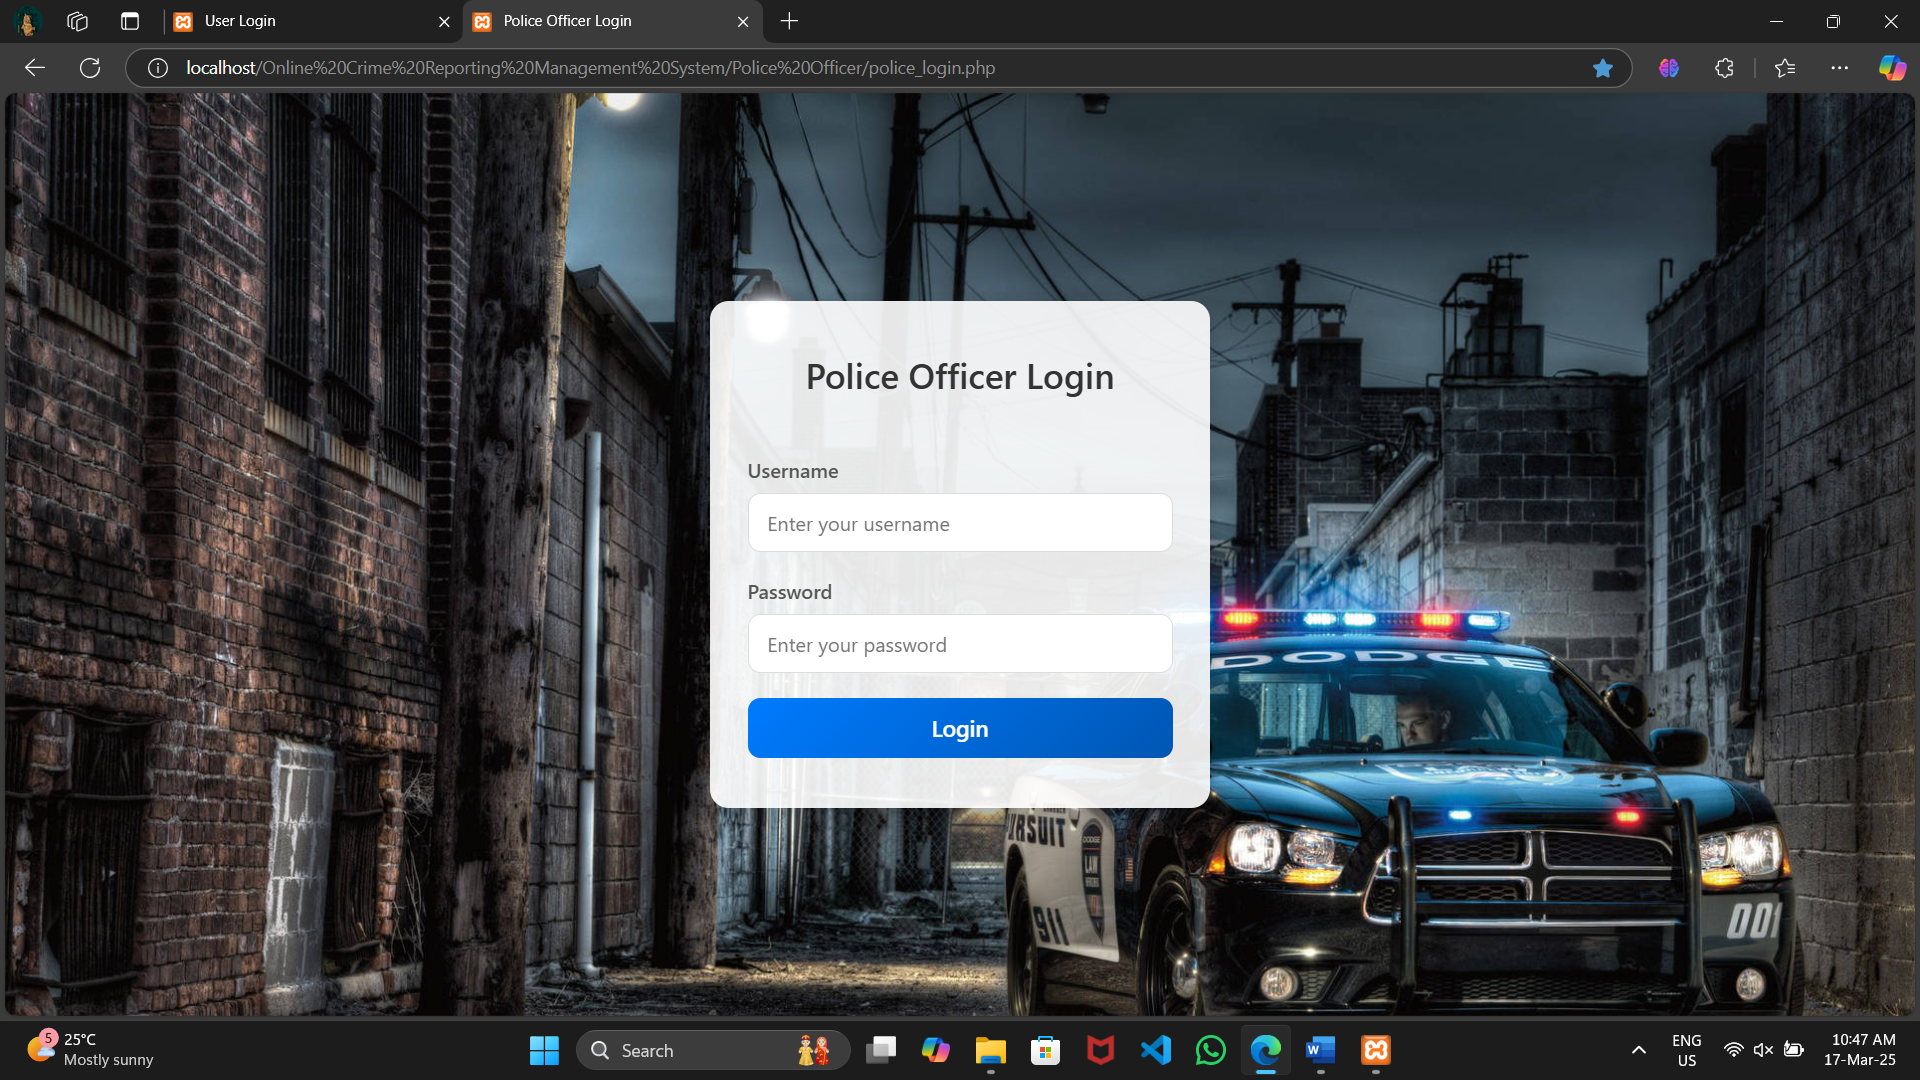 User Login
Police Officer Login
localhost/Online%20Crime%20Reporting%20Management%20System/Police%20Officer/police_login.php
Police Officer Login
Username
Enter your username
Password
Enter your password
Login
DODGE
PURSUIT
DODGE
LAW
911
001
5
25°C
Mostly sunny
Search
W
ENG
US
10:47 AM
17-Mar-25